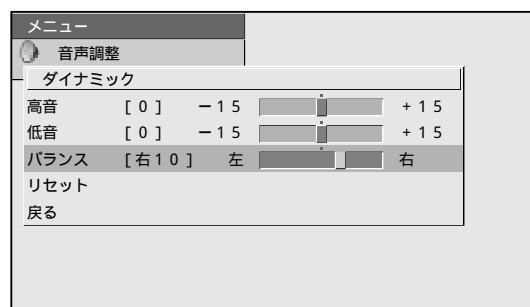 メニュー
音声調整
ダイナミック
高音 [0] −15 +15
低音 [0] −15 +15
バランス [右10] 左 右
リセット
戻る